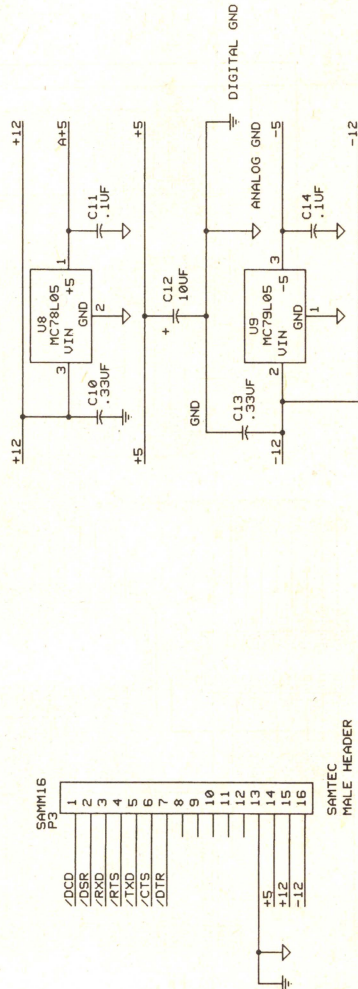 +12
+12
U8
MC78L05
VIN
+5
GND
3
1
2
A+5
C10
.33UF
C11
.1UF
+5
+5
+
C12
10UF
GND
DIGITAL GND
ANALOG GND
C13
.33UF
U9
MC79L05
VIN
-5
GND
2
3
1
-12
-5
C14
.1UF
-12
SAMM16
P3
/DCD 1
/DSR 2
/RXD 3
/RTS 4
/TXD 5
/CTS 6
/DTR 7
8
9
10
11
12
13
+5 14
+12 15
-12 16
SAMTEC
MALE HEADER